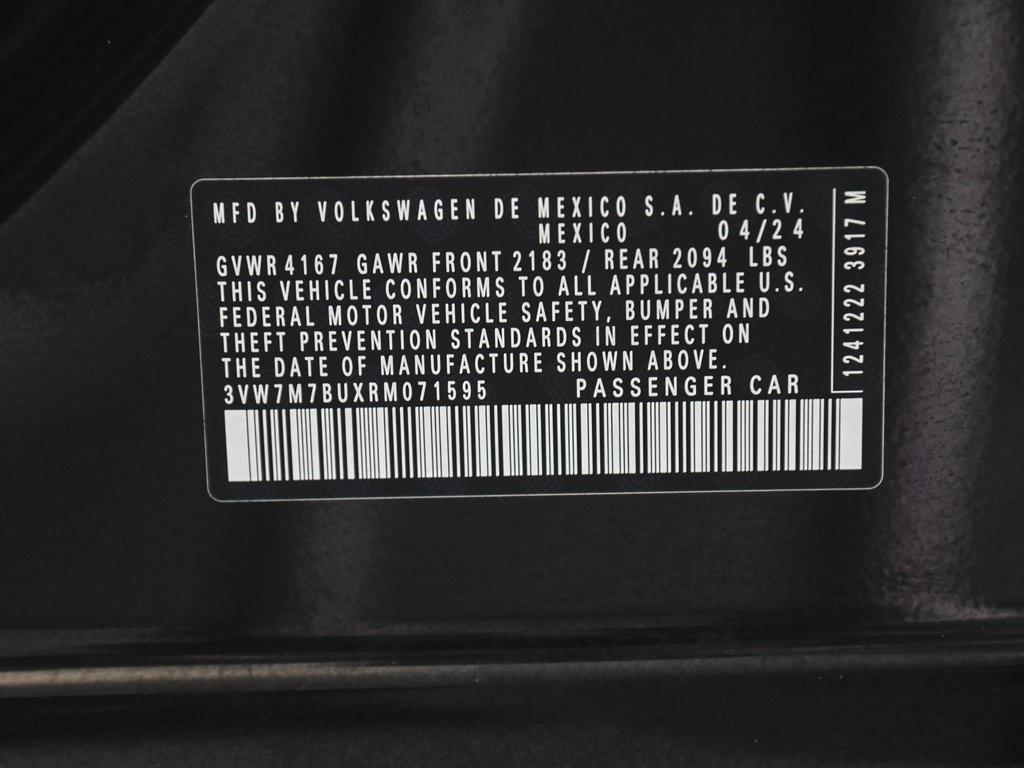 MFD BY VOLKSWAGEN DE MEXICO S.A. DE C.V.
MEXICO 04/24
GVWR 4167 GAWR FRONT 2183 / REAR 2094 LBS
THIS VEHICLE CONFORMS TO ALL APPLICABLE U.S.
FEDERAL MOTOR VEHICLE SAFETY, BUMPER AND
THEFT PREVENTION STANDARDS IN EFFECT ON
THE DATE OF MANUFACTURE SHOWN ABOVE.
3VW7M7BUXRM071595 PASSENGER CAR
1241222 3917 M